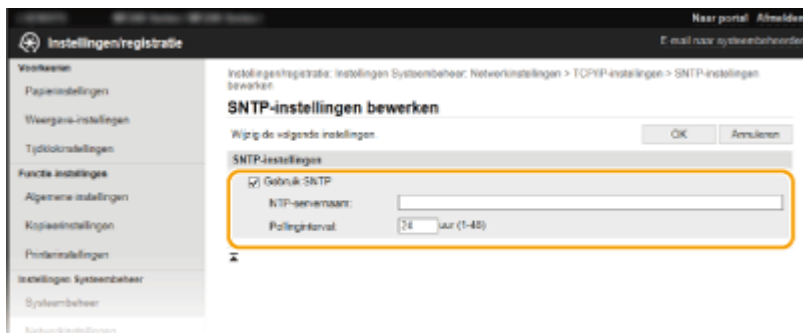 Naar portal Afmelden
Instellingen/registratie
E-mail naar systeembeheerder
Voorkeuren
Papierinstellingen
Weergave-instellingen
Tijdklokinstellingen
Functie-instellingen
Algemene instellingen
Kopieerinstellingen
Printerinstellingen
Instellingen Systeembeheer
Systeembeheer
Netwerkinstellingen
Instellingen/registratie: Instellingen Systeembeheer: Netwerkinstellingen > TCP/IP-instellingen > SNTP-instellingen
bewerken
SNTP-instellingen bewerken
Wijzig de volgende instellingen.
OK Annuleren
SNTP-instellingen
Gebruik SNTP
NTP-servernaam:
Pollinginterval: 24 uur (1-48)